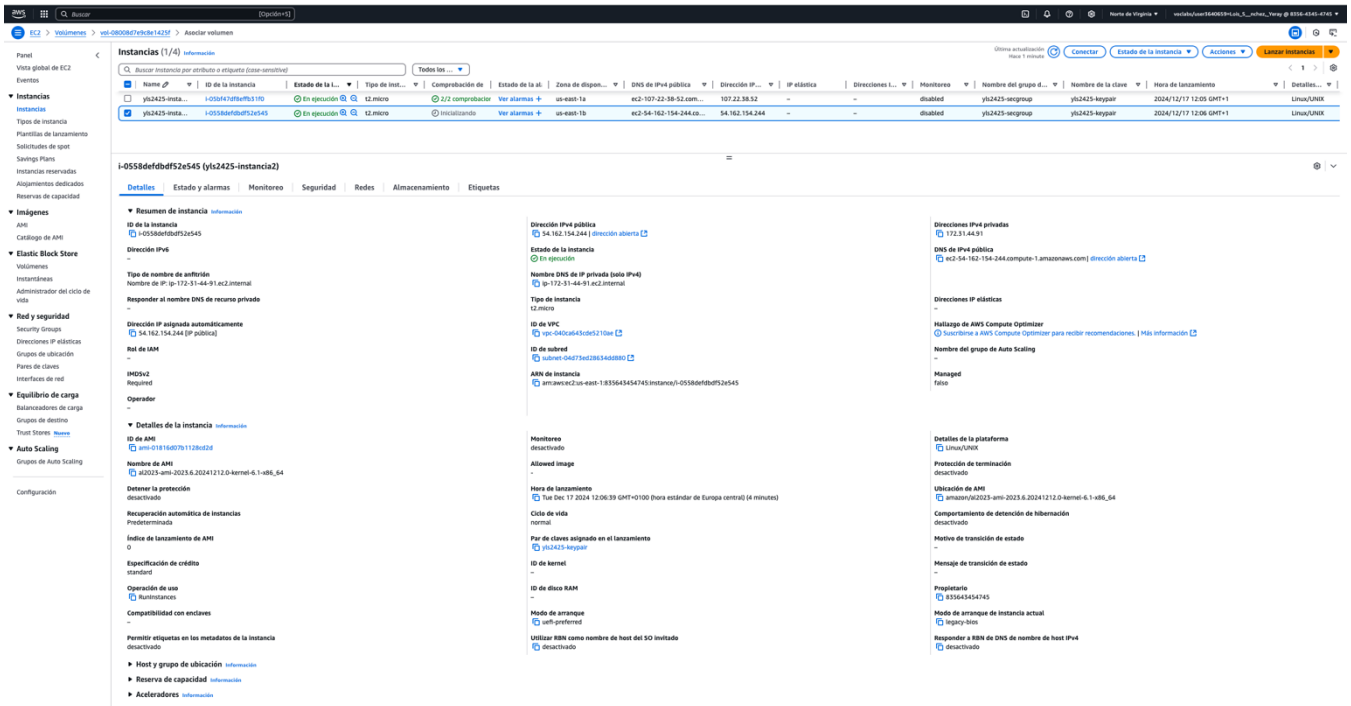 aws
Buscar
[Opción+S]
Norte de Virginia
EC2 > Volúmenes > vol-08008d7e9c8e1425f > Asociar volumen
Panel
Vista global de EC2
Eventos
Instancias
Instancias
Tipos de instancia
Plantillas de lanzamiento
Solicitudes de spot
Savings Plans
Instancias reservadas
Alojamientos dedicados
Reservas de capacidad
Imágenes
AMI
Catálogo de AMI
Elastic Block Store
Volúmenes
Instantáneas
Administrador del ciclo de
vida
Red y seguridad
Security Groups
Direcciones IP elásticas
Grupos de ubicación
Pares de claves
Interfaces de red
Equilibrio de carga
Balanceadores de carga
Grupos de destino
Trust Stores Nuevo
Auto Scaling
Grupos de Auto Scaling
Configuración
Instancias (1/4) Información
Última actualización
Hace 1 minute
Conectar
Estado de la instancia
Acciones
Lanzar instancias
Buscar Instancia por atributo o etiqueta (case-sensitive)
Todos los ...
1
Name ID de la instancia Estado de la i... Tipo de inst... Comprobación de Estado de la al Zona de dispon... DNS de IPv4 pública Dirección IP... IP elástica Direcciones I... Monitoreo Nombre del grupo d... Nombre de la clave Hora de lanzamiento Detalles...
yls2425-insta... i-05bf47df8effb31f0 En ejecución t2.micro 2/2 comprobacior Ver alarmas + us-east-1a ec2-107-22-38-52.com... 107.22.38.52 – – disabled yls2425-secgroup yls2425-keypair 2024/12/17 12:05 GMT+1 Linux/UNIX
yls2425-insta... i-0558defdbdf52e545 En ejecución t2.micro Inicializando Ver alarmas + us-east-1b ec2-54-162-154-244.co... 54.162.154.244 – – disabled yls2425-secgroup yls2425-keypair 2024/12/17 12:06 GMT+1 Linux/UNIX
i-0558defdbdf52e545 (yls2425-instancia2)
Detalles Estado y alarmas Monitoreo Seguridad Redes Almacenamiento Etiquetas
Resumen de instancia Información
ID de la instancia
i-0558defdbdf52e545
Dirección IPv4 pública
54.162.154.244 | dirección abierta
Direcciones IPv4 privadas
172.31.44.91
Dirección IPv6
–
Estado de la instancia
En ejecución
DNS de IPv4 pública
ec2-54-162-154-244.compute-1.amazonaws.com | dirección abierta
Tipo de nombre de anfitrión
Nombre de IP: ip-172-31-44-91.ec2.internal
Nombre DNS de IP privada (solo IPv4)
ip-172-31-44-91.ec2.internal
Responder al nombre DNS de recurso privado
–
Tipo de instancia
t2.micro
Direcciones IP elásticas
–
Dirección IP asignada automáticamente
54.162.154.244 [IP pública]
ID de VPC
vpc-040ca643cde5210ae
Hallazgo de AWS Compute Optimizer
Suscribirse a AWS Compute Optimizer para recibir recomendaciones. | Más información
Rol de IAM
–
ID de subred
subnet-04d73ed28634dd880
Nombre del grupo de Auto Scaling
–
IMDSv2
Required
ARN de instancia
arn:aws:ec2:us-east-1:835643454745:instance/i-0558defdbdf52e545
Managed
falso
Operador
–
Detalles de la instancia Información
ID de AMI
ami-01816d07b1128cd2d
Monitoreo
desactivado
Detalles de la plataforma
Linux/UNIX
Nombre de AMI
al2023-ami-2023.6.20241212.0-kernel-6.1-x86_64
Allowed image
-
Protección de terminación
desactivado
Detener la protección
desactivado
Hora de lanzamiento
Tue Dec 17 2024 12:06:39 GMT+0100 (hora estándar de Europa central) (4 minutes)
Ubicación de AMI
amazon/al2023-ami-2023.6.20241212.0-kernel-6.1-x86_64
Recuperación automática de instancias
Predeterminada
Ciclo de vida
normal
Comportamiento de detención de hibernación
desactivado
Índice de lanzamiento de AMI
0
Par de claves asignado en el lanzamiento
yls2425-keypair
Motivo de transición de estado
–
Especificación de crédito
standard
ID de kernel
–
Mensaje de transición de estado
–
Operación de uso
RunInstances
ID de disco RAM
–
Propietario
835643454745
Compatibilidad con enclaves
–
Modo de arranque
uefi-preferred
Modo de arranque de instancia actual
legacy-bios
Permitir etiquetas en los metadatos de la instancia
desactivado
Utilizar RBN como nombre de host del SO invitado
desactivado
Responder a RBN de DNS de nombre de host IPv4
desactivado
Host y grupo de ubicación Información
Reserva de capacidad Información
Aceleradores Información